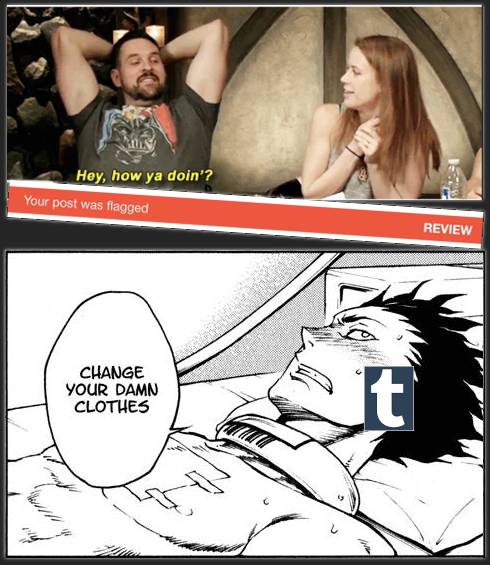 Hey, how ya doin'?
Your post was flagged
REVIEW
CHANGE
YOUR DAMN
CLOTHES
t